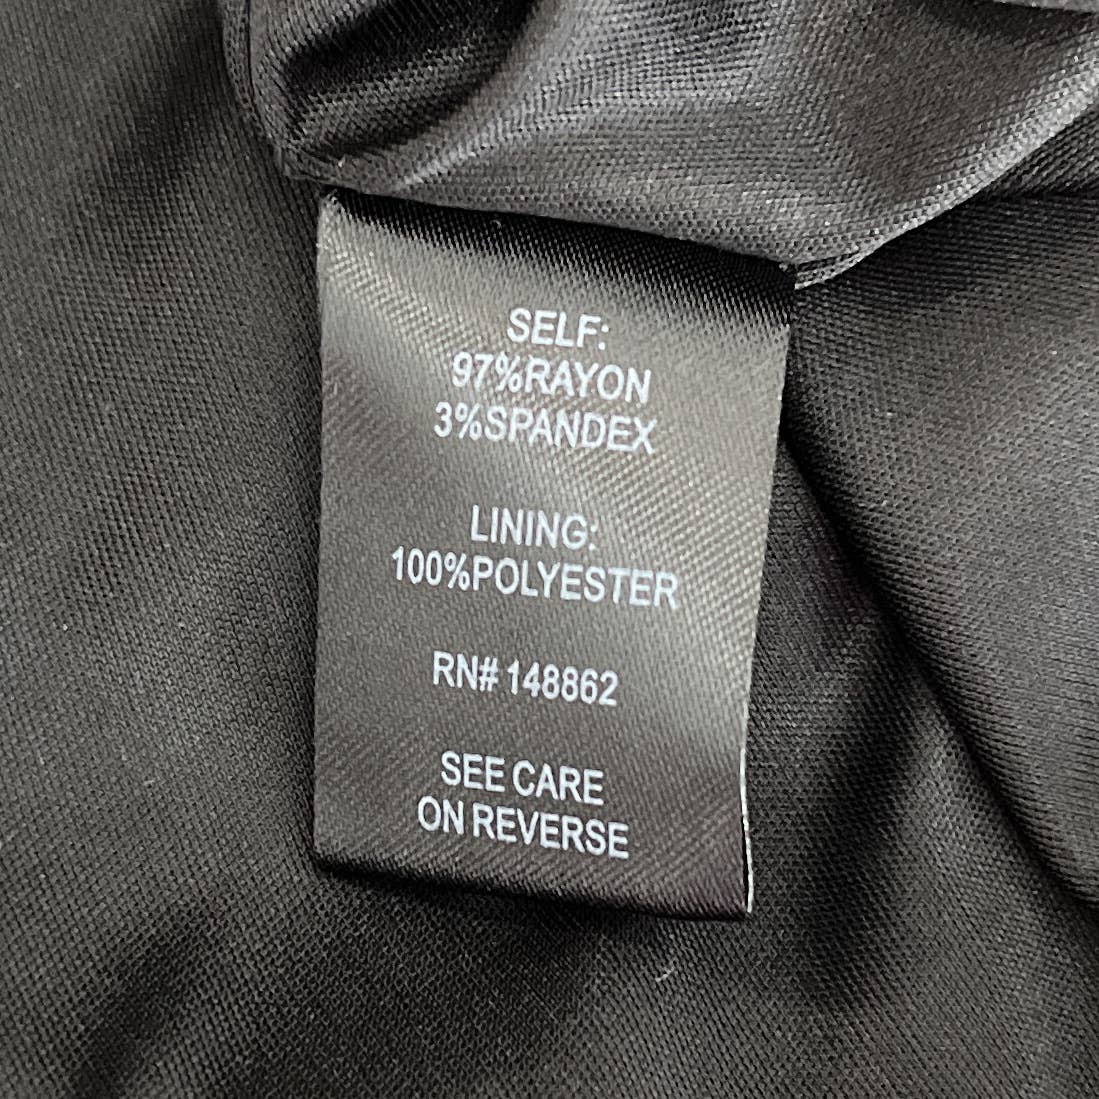 SELF:
97%RAYON
3%SPANDEX
LINING:
100%POLYESTER
RN# 148862
SEE CARE
ON REVERSE